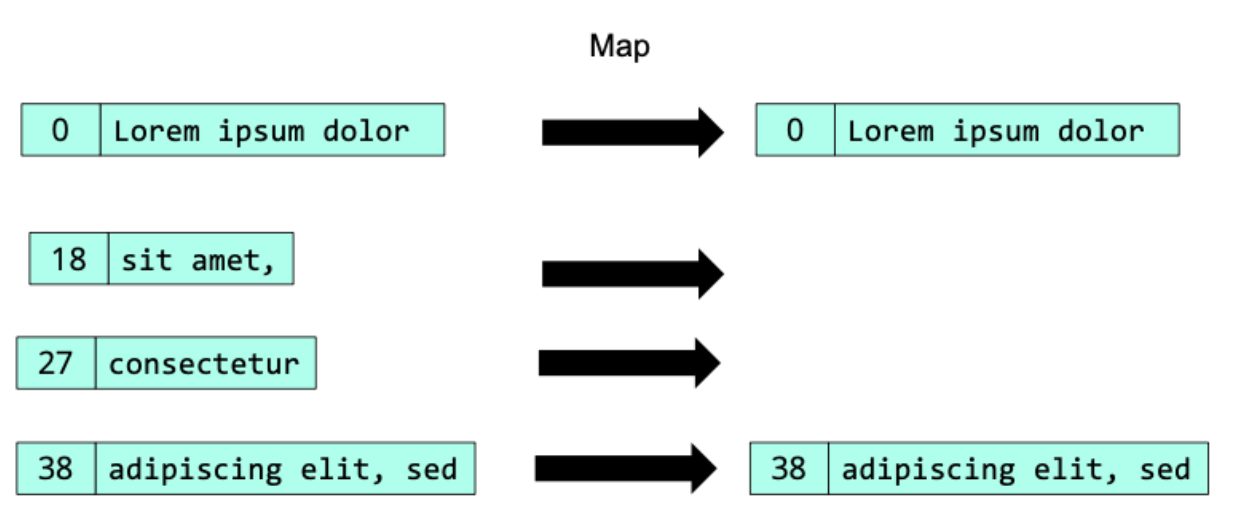 Map
0 Lorem ipsum dolor 0 Lorem ipsum dolor
18 sit amet,
27 consectetur
38 adipiscing elit, sed 38 adipiscing elit, sed